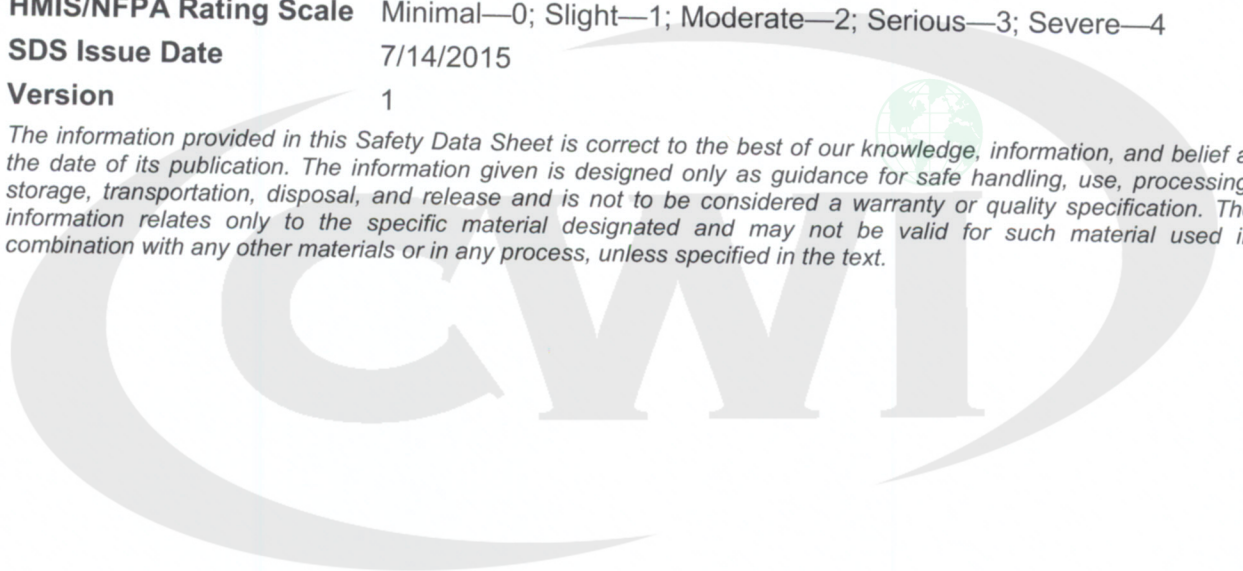 HMIS/NFPA Rating Scale Minimal—0; Slight—1; Moderate—2; Serious—3; Severe—4
SDS Issue Date 7/14/2015
Version 1
The information provided in this Safety Data Sheet is correct to the best of our knowledge, information, and belief a
the date of its publication. The information given is designed only as guidance for safe handling, use, processing
storage, transportation, disposal, and release and is not to be considered a warranty or quality specification. Th
information relates only to the specific material designated and may not be valid for such material used i
combination with any other materials or in any process, unless specified in the text.
CWI